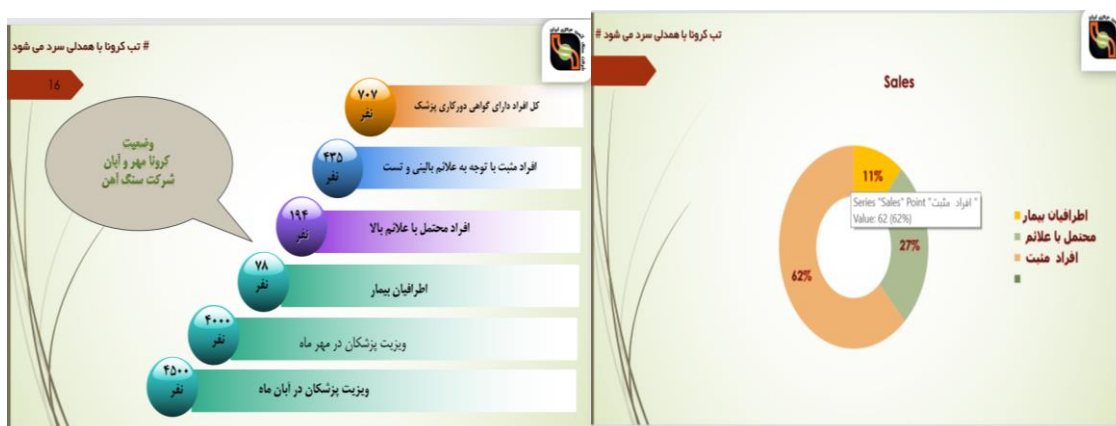 # تب کرونا با همدلی سرد می شود
16
وضعیت
کرونا مهر و آبان
شرکت سنگ آهن
۷۰۷
نفر
کل افراد دارای گواهی دورکاری پزشک
۴۳۵
نفر
افراد مثبت با توجه به علائم بالینی و تست
۱۹۴
نفر
افراد محتمل با علائم بالا
۷۸
نفر
اطرافیان بیمار
۴۰۰۰
نفر
ویزیت پزشکان در مهر ماه
۴۵۰۰
نفر
ویزیت پزشکان در آبان ماه
تب کرونا با همدلی سرد می شود #
Sales
11%
Series "Sales" Point "افراد مثبت "
Value: 62 (62%)
27%
62%
اطرافیان بیمار
محتمل با علائم
افراد مثبت